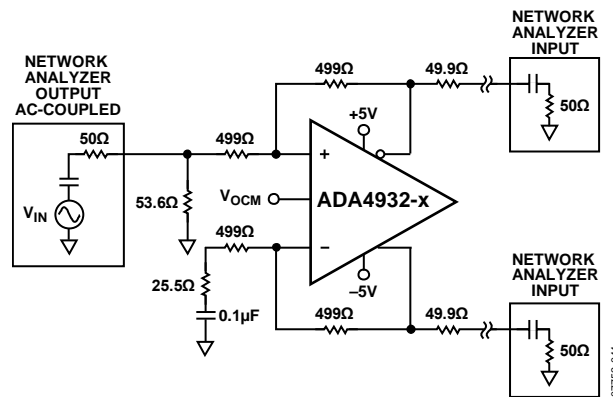 NETWORK
ANALYZER
OUTPUT
AC-COUPLED
50Ω
VIN
53.6Ω
499Ω
499Ω
+5V
49.9Ω
NETWORK
ANALYZER
INPUT
50Ω
+
VOCM
ADA4932-x
499Ω
−
25.5Ω
0.1µF
−5V
499Ω
49.9Ω
NETWORK
ANALYZER
INPUT
50Ω